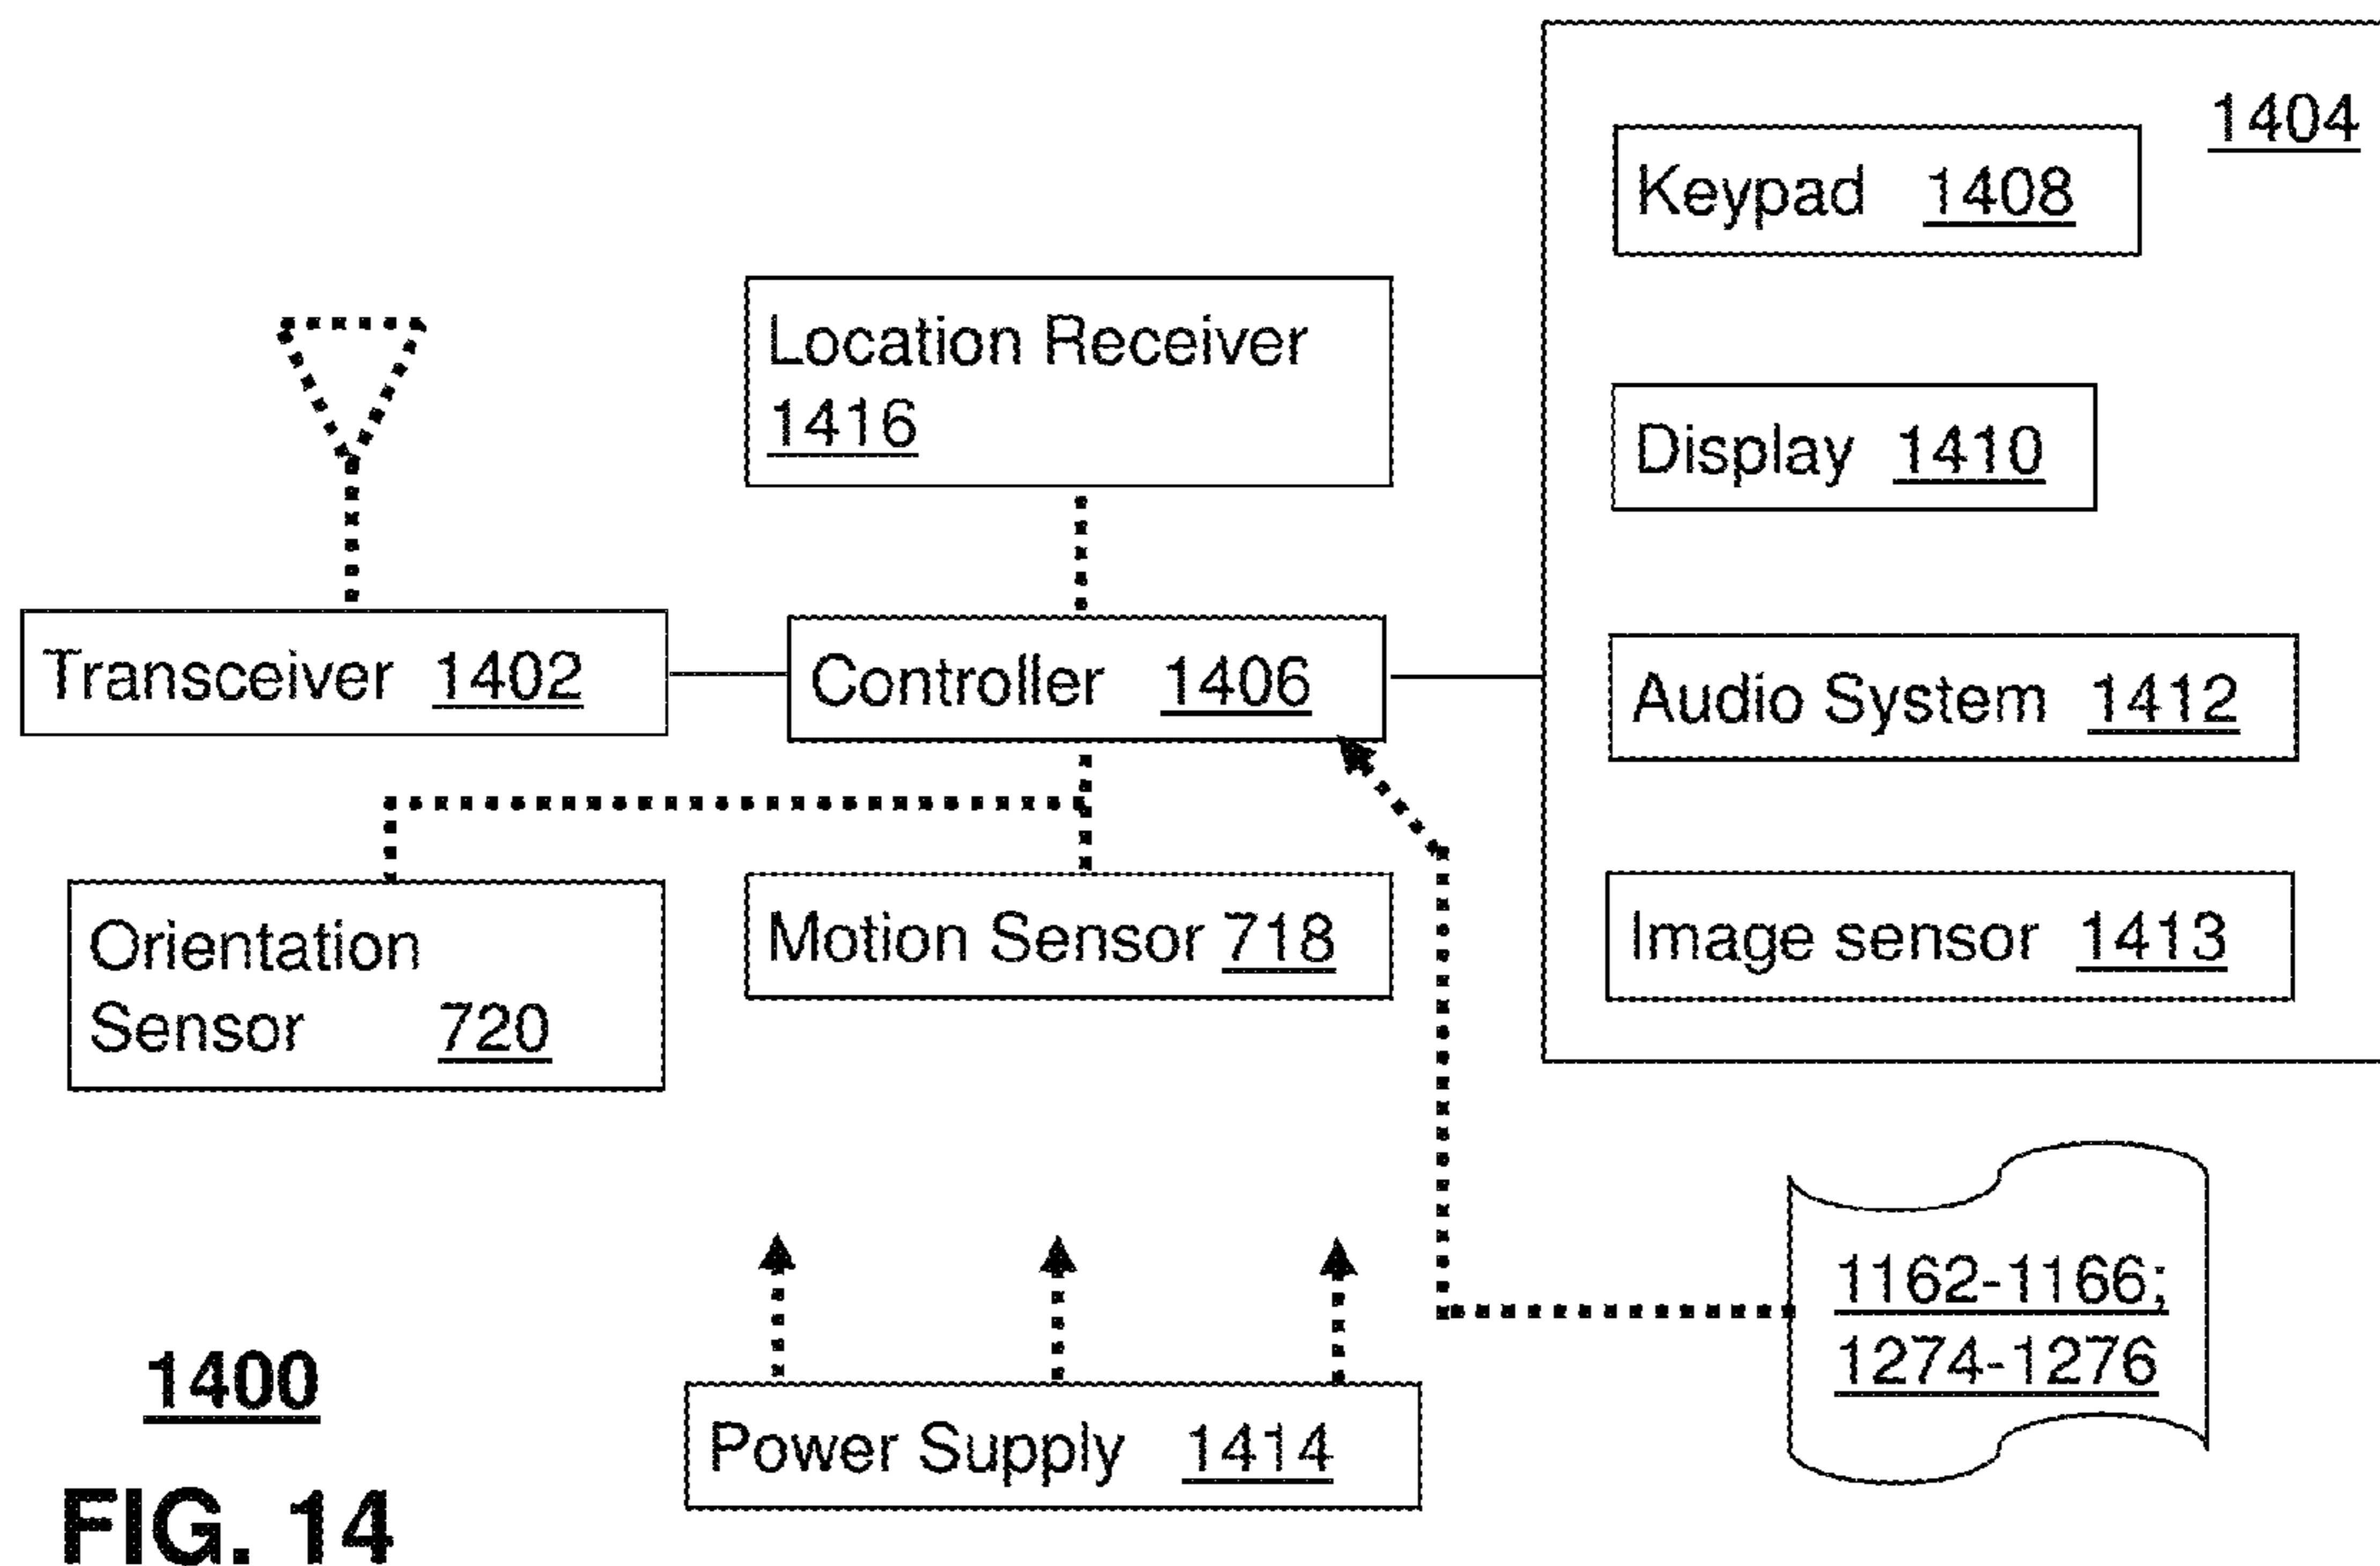 1404
Keypad 1408
Location Receiver
1416
Display 1410
Transceiver 1402
Controller 1406
Audio System 1412
Orientation
Sensor 720
Motion Sensor 718
Image sensor 1413
1162-1166;
1274-1276
Power Supply 1414
1400
FIG. 14